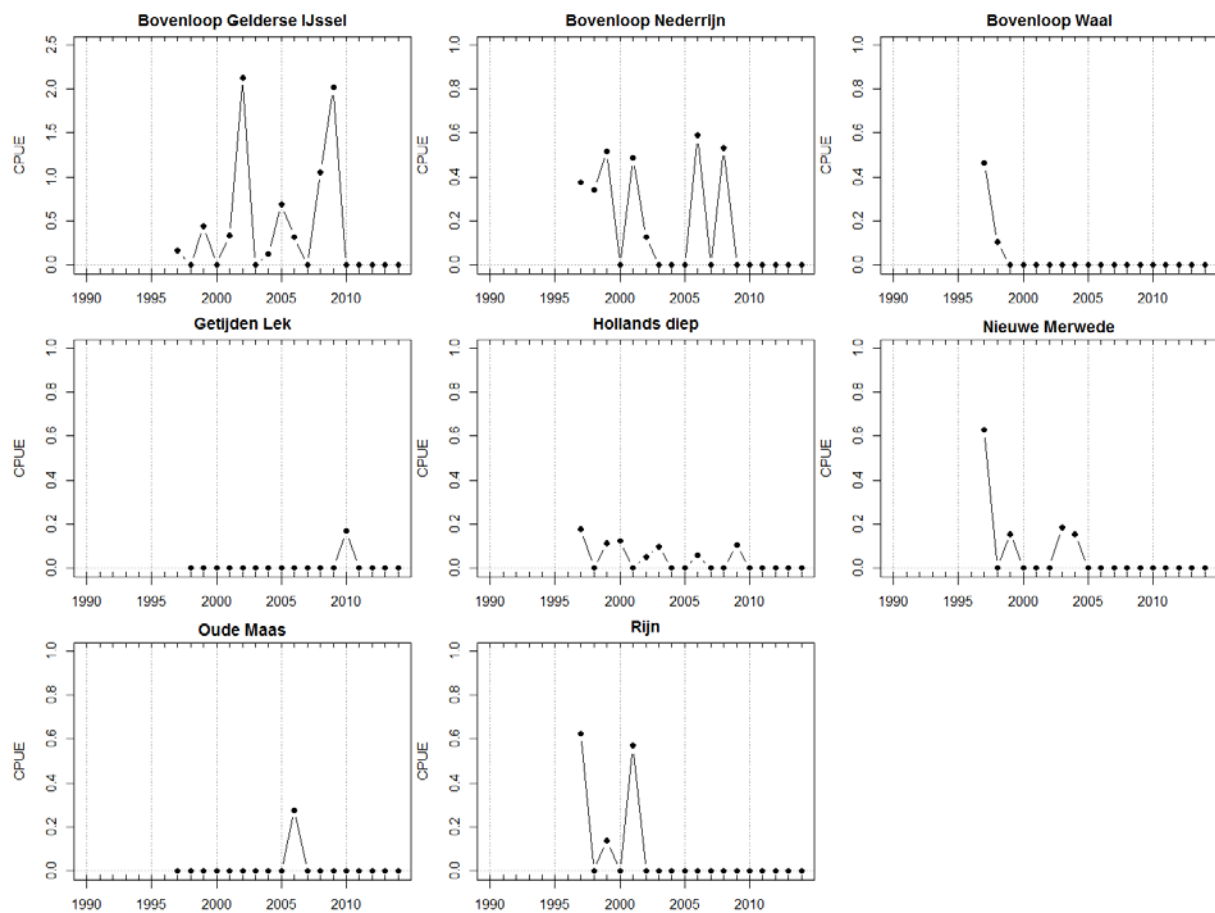 Bovenloop Gelderse IJssel
CPUE
0.0 0.5 1.0 1.5 2.0 2.5
1990 1995 2000 2005 2010
Bovenloop Nederrijn
CPUE
0.0 0.2 0.4 0.6 0.8 1.0
1990 1995 2000 2005 2010
Bovenloop Waal
CPUE
0.0 0.2 0.4 0.6 0.8 1.0
1990 1995 2000 2005 2010
Getijden Lek
CPUE
0.0 0.2 0.4 0.6 0.8 1.0
1990 1995 2000 2005 2010
Hollands diep
CPUE
0.0 0.2 0.4 0.6 0.8 1.0
1990 1995 2000 2005 2010
Nieuwe Merwede
CPUE
0.0 0.2 0.4 0.6 0.8 1.0
1990 1995 2000 2005 2010
Oude Maas
CPUE
0.0 0.2 0.4 0.6 0.8 1.0
1990 1995 2000 2005 2010
Rijn
CPUE
0.0 0.2 0.4 0.6 0.8 1.0
1990 1995 2000 2005 2010